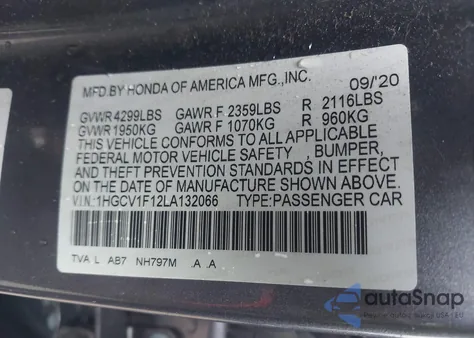 MFD.BY HONDA OF AMERICA MFG.,INC. 09/'20
GVWR 4299LBS GAWR F 2359LBS R 2116LBS
GVWR 1950KG GAWR F 1070KG R 960KG
THIS VEHICLE CONFORMS TO ALL APPLICABLE
FEDERAL MOTOR VEHICLE SAFETY , BUMPER,
AND THEFT PREVENTION STANDARDS IN EFFECT
ON THE DATE OF MANUFACTURE SHOWN ABOVE.
V.I.N.:1HGCV1F12LA132066 TYPE:PASSENGER CAR
TVA L AB7 NH797M .A .A
autoSnap